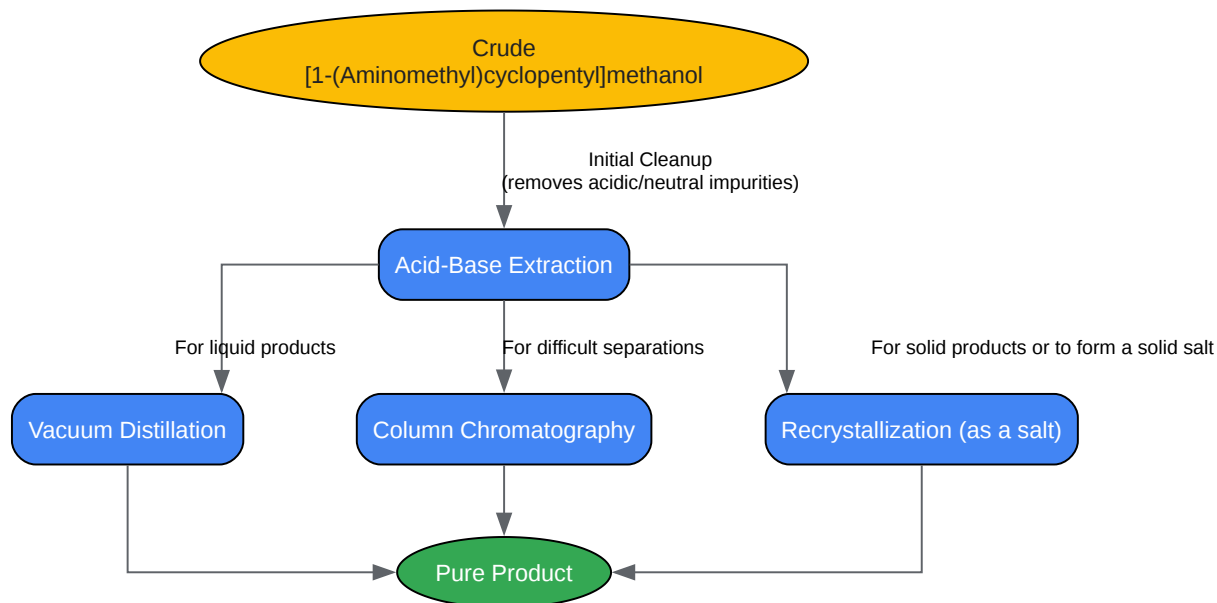 Crude
[1-(Aminomethyl)cyclopentyl]methanol
Initial Cleanup
(removes acidic/neutral impurities)
Acid-Base Extraction
For liquid products
For difficult separations
For solid products or to form a solid salt
Vacuum Distillation
Column Chromatography
Recrystallization (as a salt)
Pure Product